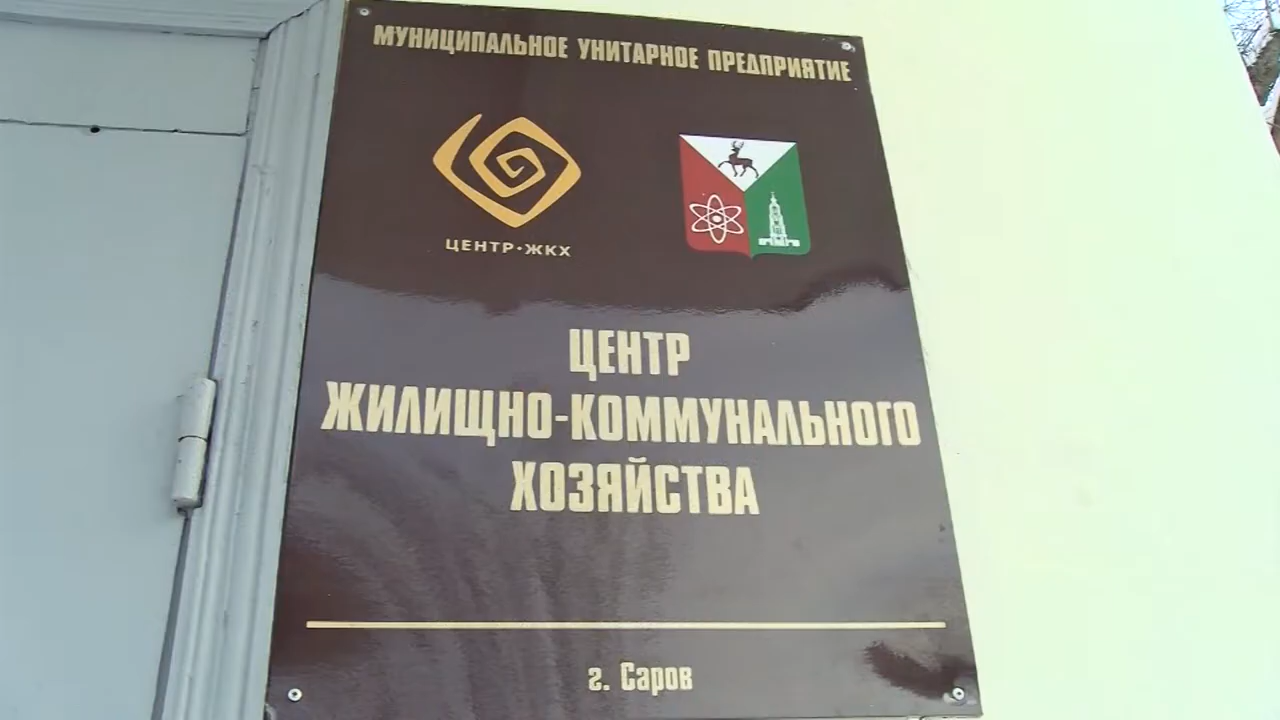 МУНИЦИПАЛЬНОЕ УНИТАРНОЕ ПРЕДПРИЯТИЕ
ЦЕНТР·ЖКХ
ЦЕНТР
ЖИЛИЩНО-КОММУНАЛЬНОГО
ХОЗЯЙСТВА
г. Саров